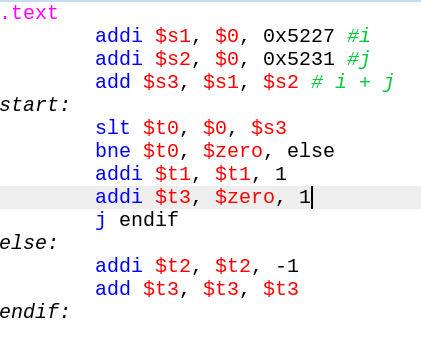 .text
addi $s1, $0, 0x5227 #i
addi $s2, $0, 0x5231 #j
add $s3, $s1, $s2 # i + j
start:
slt $t0, $0, $s3
bne $t0, $zero, else
addi $t1, $t1, 1
addi $t3, $zero, 1
j endif
else:
addi $t2, $t2, -1
add $t3, $t3, $t3
endif: